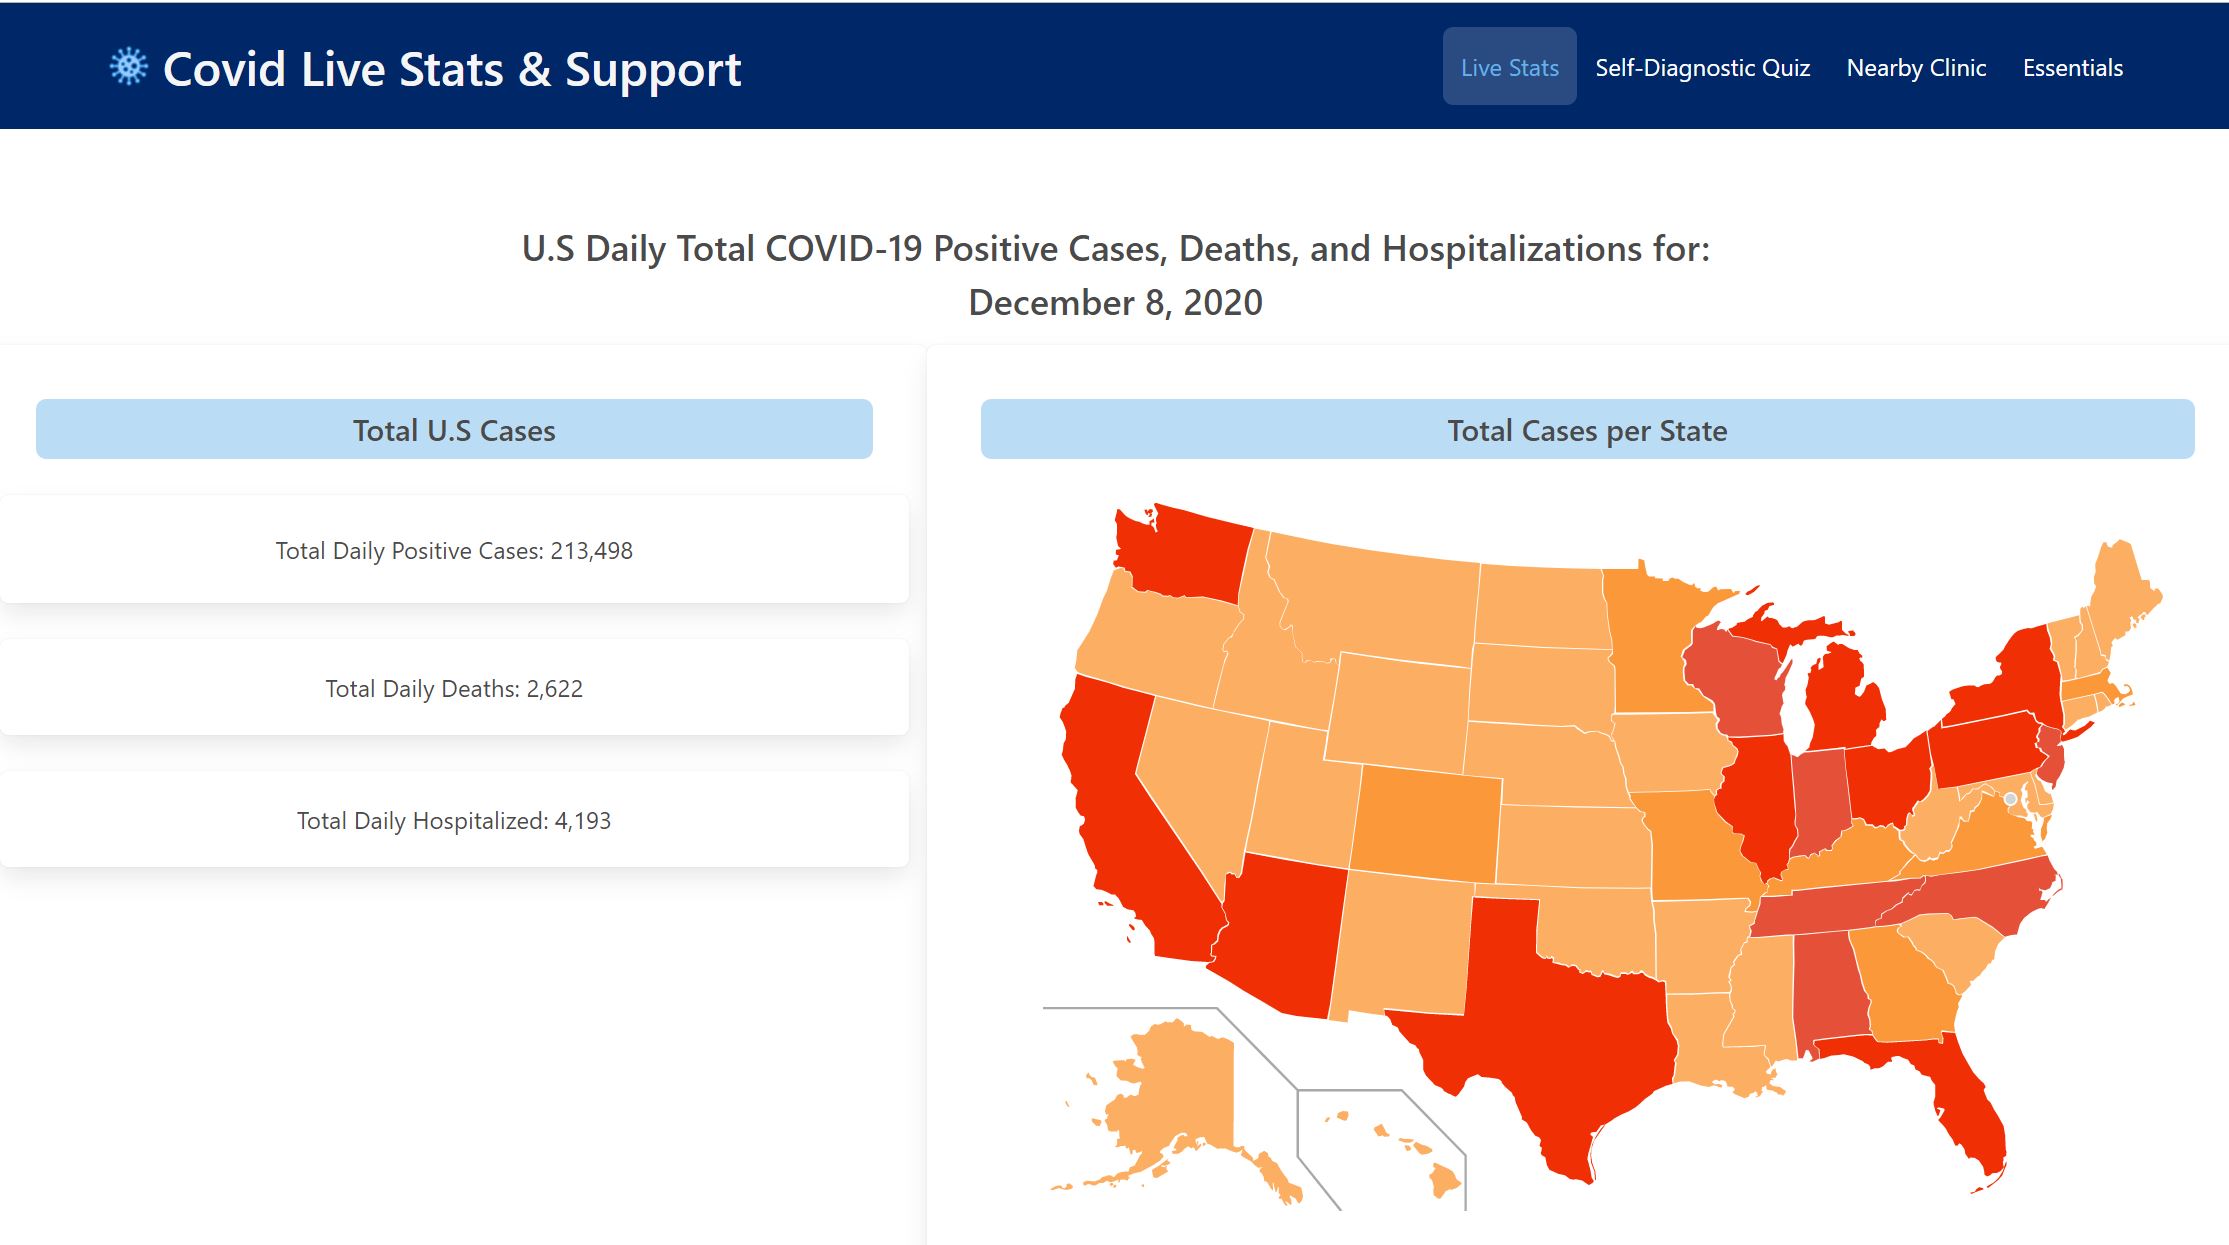 Covid Live Stats & Support
Live Stats
Self-Diagnostic Quiz
Nearby Clinic
Essentials
U.S Daily Total COVID-19 Positive Cases, Deaths, and Hospitalizations for:
December 8, 2020
Total U.S Cases
Total Daily Positive Cases: 213,498
Total Daily Deaths: 2,622
Total Daily Hospitalized: 4,193
Total Cases per State